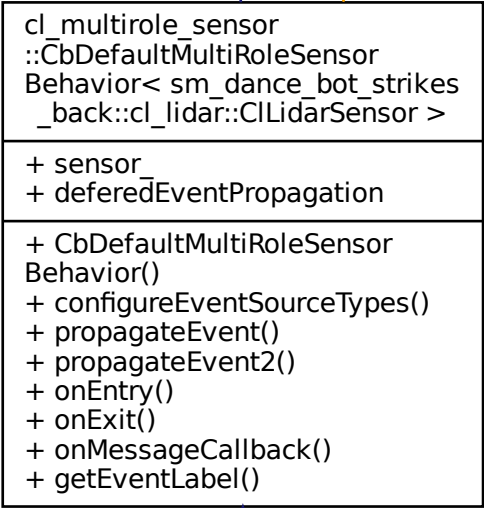 cl_multirole_sensor
::CbDefaultMultiRoleSensor
Behavior< sm_dance_bot_strikes
_back::cl_lidar::ClLidarSensor >
+ sensor_
+ deferedEventPropagation
+ CbDefaultMultiRoleSensor
Behavior()
+ configureEventSourceTypes()
+ propagateEvent()
+ propagateEvent2()
+ onEntry()
+ onExit()
+ onMessageCallback()
+ getEventLabel()